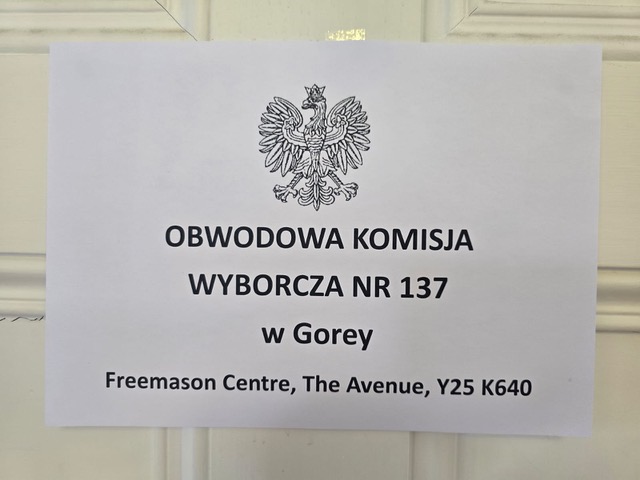 OBWODOWA KOMISJA
WYBORCZA NR 137
w Gorey
Freemason Centre, The Avenue, Y25 K640